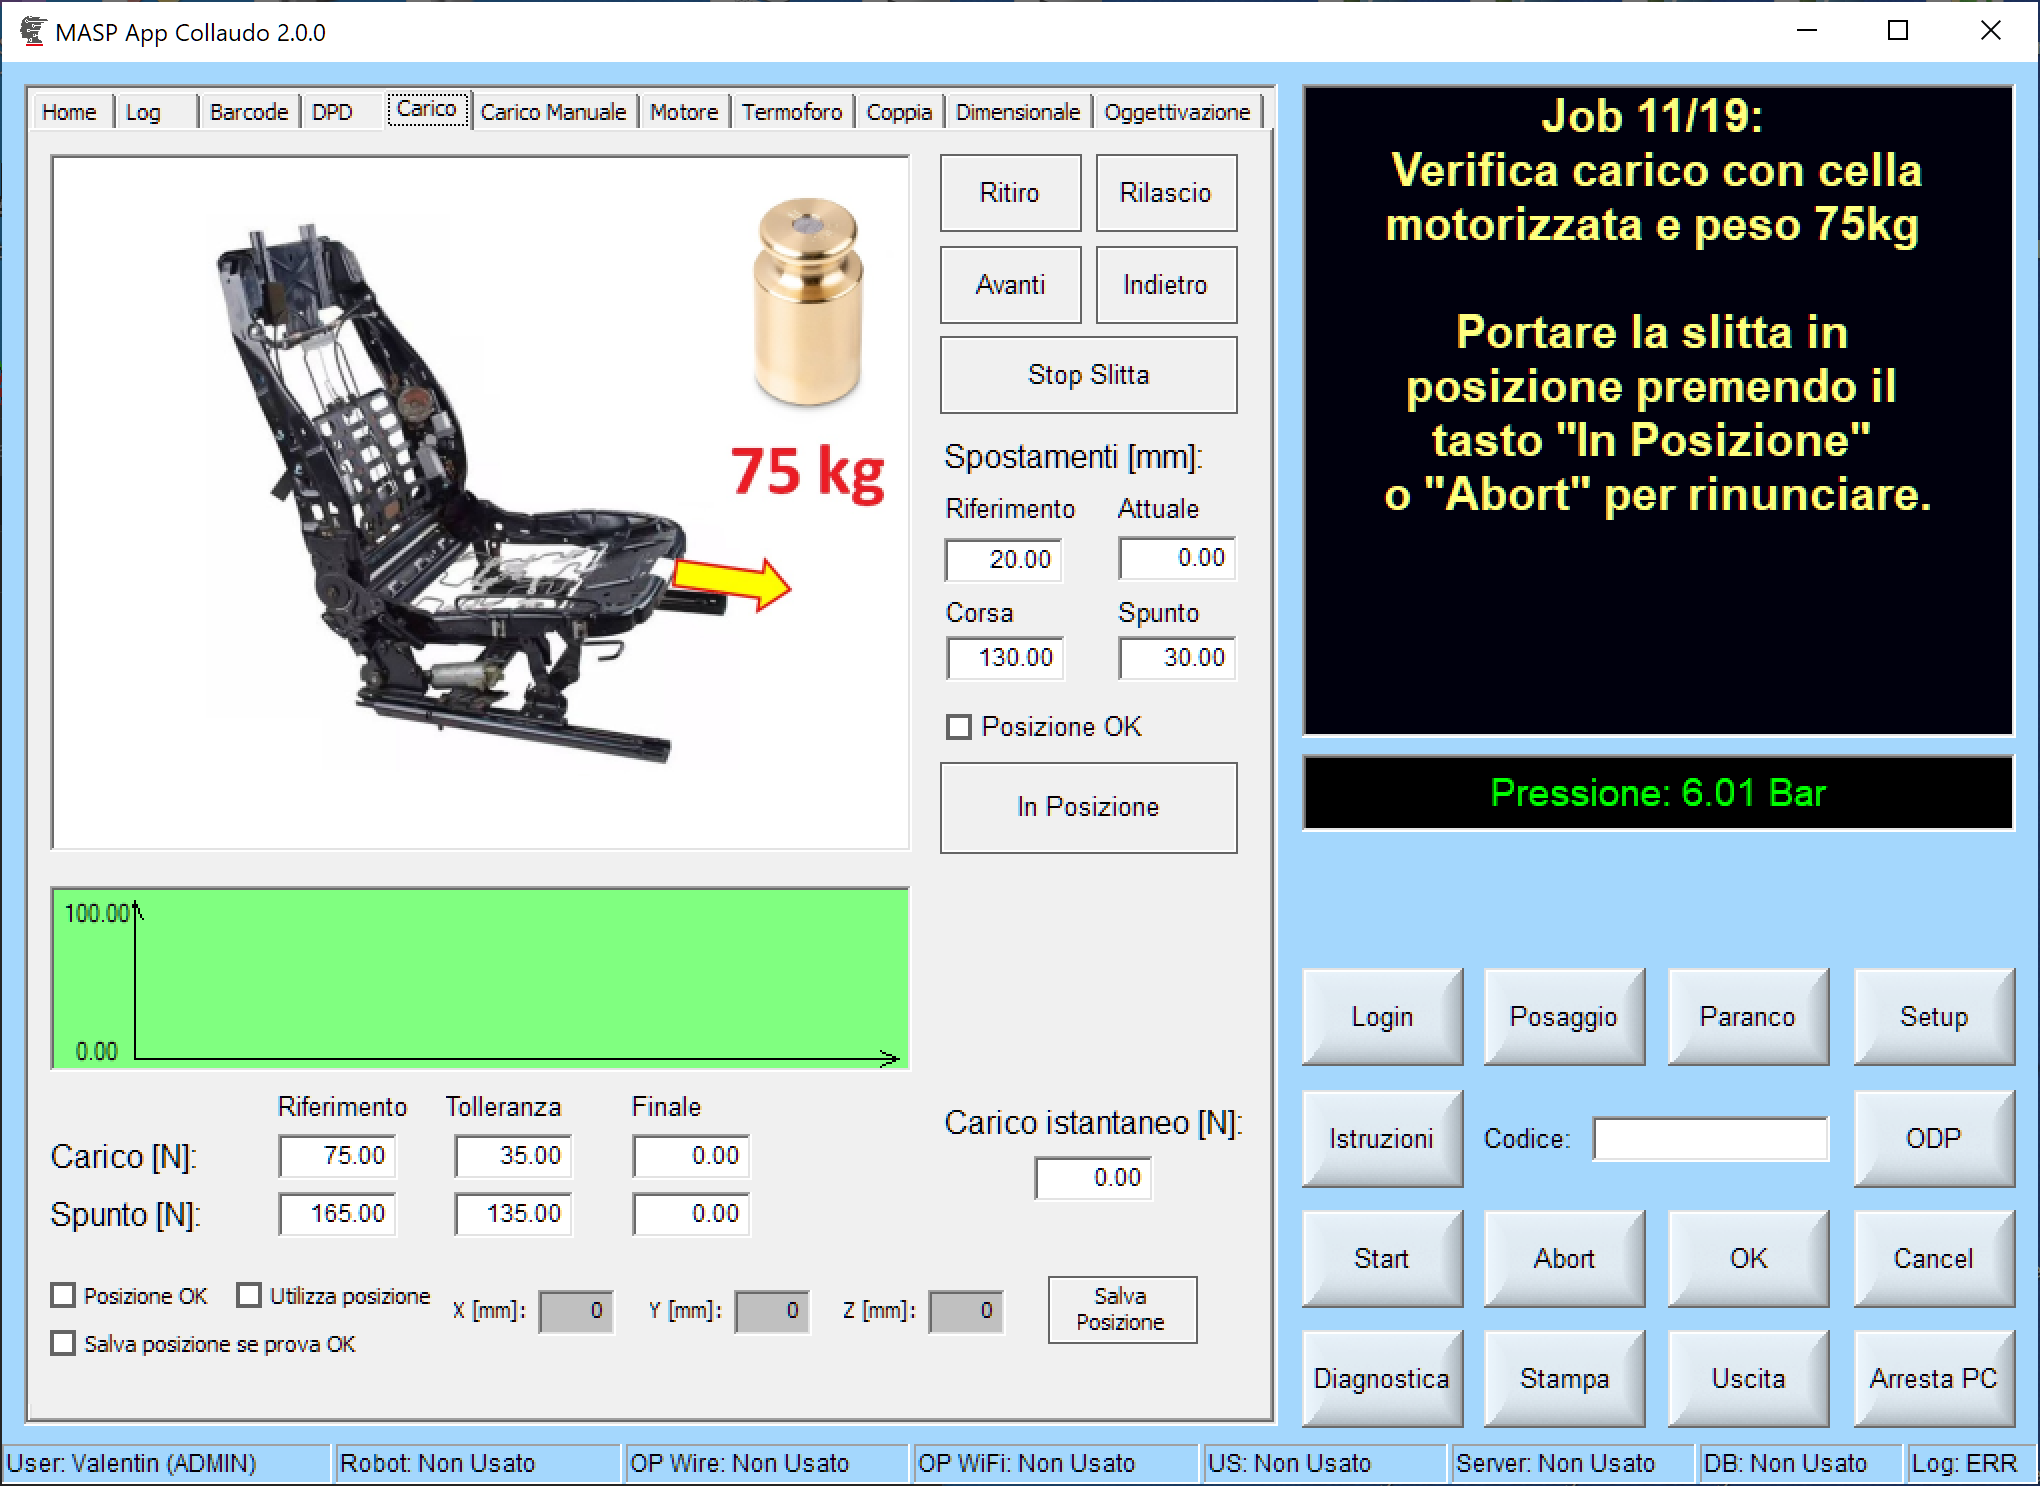 MASP App Collaudo 2.0.0
Home Log Barcode DPD Carico Carico Manuale Motore Termoforo Coppia Dimensionale Oggettivazione
75 kg
Ritiro Rilascio
Avanti Indietro
Stop Slitta
Spostamenti [mm]:
Riferimento Attuale
20.00 0.00
Corsa Spunto
130.00 30.00
Posizione OK
In Posizione
100.00
0.00
Riferimento Tolleranza Finale
Carico [N]: 75.00 35.00 0.00
Spunto [N]: 165.00 135.00 0.00
Carico istantaneo [N]:
0.00
Posizione OK Utilizza posizione X [mm]: 0 Y [mm]: 0 Z [mm]: 0
Salva
Posizione
Salva posizione se prova OK
Job 11/19:
Verifica carico con cella
motorizzata e peso 75kg
Portare la slitta in
posizione premendo il
tasto "In Posizione"
o "Abort" per rinunciare.
Pressione: 6.01 Bar
Login Posaggio Paranco Setup
Istruzioni Codice: ODP
Start Abort OK Cancel
Diagnostica Stampa Uscita Arresta PC
User: Valentin (ADMIN) Robot: Non Usato OP Wire: Non Usato OP WiFi: Non Usato US: Non Usato Server: Non Usato DB: Non Usato Log: ERR